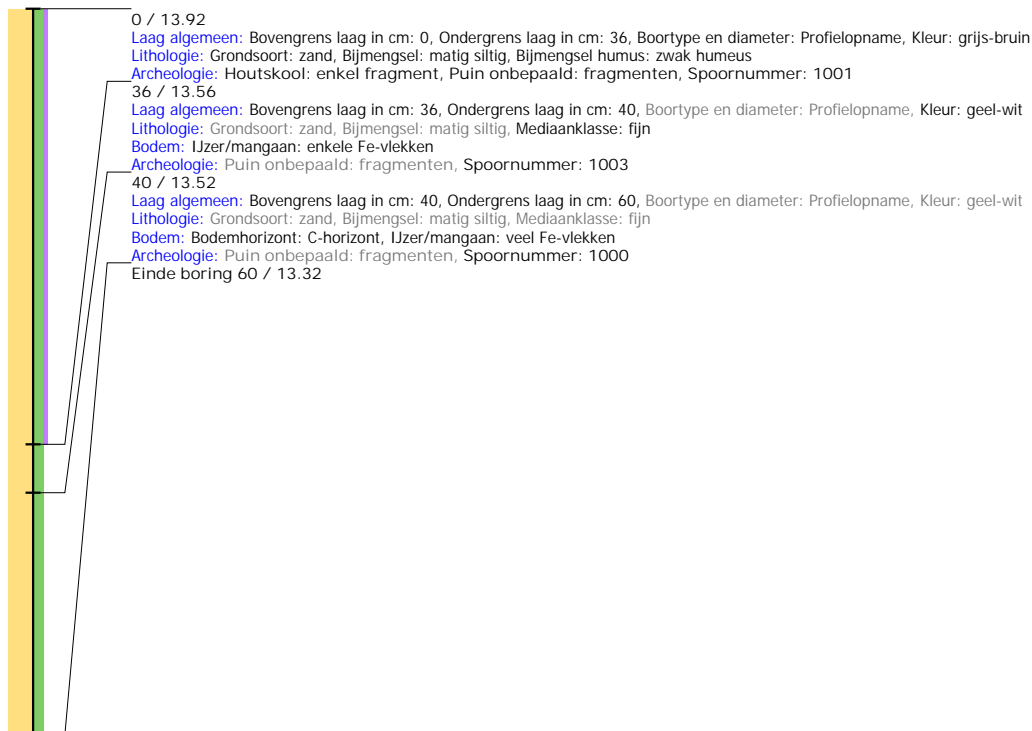 0 / 13.92
Laag algemeen: Bovengrens laag in cm: 0, Ondergrens laag in cm: 36, Boortype en diameter: Profielopname, Kleur: grijs-bruin
Lithologie: Grondsoort: zand, Bijmengsel: matig siltig, Bijmengsel humus: zwak humeus
Archeologie: Houtskool: enkel fragment, Puin onbepaald: fragmenten, Spoornummer: 1001
36 / 13.56
Laag algemeen: Bovengrens laag in cm: 36, Ondergrens laag in cm: 40, Boortype en diameter: Profielopname, Kleur: geel-wit
Lithologie: Grondsoort: zand, Bijmengsel: matig siltig, Mediaanklasse: fijn
Bodem: IJzer/mangaan: enkele Fe-vlekken
Archeologie: Puin onbepaald: fragmenten, Spoornummer: 1003
40 / 13.52
Laag algemeen: Bovengrens laag in cm: 40, Ondergrens laag in cm: 60, Boortype en diameter: Profielopname, Kleur: geel-wit
Lithologie: Grondsoort: zand, Bijmengsel: matig siltig, Mediaanklasse: fijn
Bodem: Bodemhorizont: C-horizont, IJzer/mangaan: veel Fe-vlekken
Archeologie: Puin onbepaald: fragmenten, Spoornummer: 1000
Einde boring 60 / 13.32